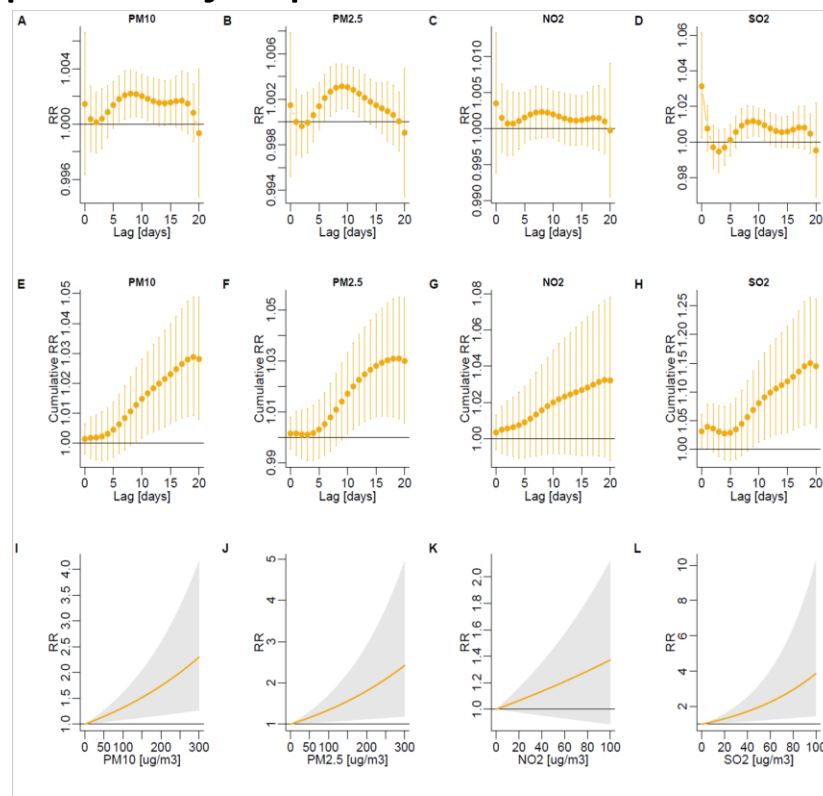 A PM10
B PM2.5
C NO2
D SO2
RR
0.996 1.000 1.004
0 5 10 15 20
Lag [days]
RR
0.994 0.998 1.002 1.006
0 5 10 15 20
Lag [days]
RR
0.990 0.995 1.000 1.005 1.010
0 5 10 15 20
Lag [days]
RR
0.98 1.00 1.02 1.04 1.06
0 5 10 15 20
Lag [days]
E PM10
F PM2.5
G NO2
H SO2
Cumulative RR
1.00 1.01 1.02 1.03 1.04 1.05
0 5 10 15 20
Lag [days]
Cumulative RR
0.99 1.01 1.03 1.05
0 5 10 15 20
Lag [days]
Cumulative RR
1.00 1.02 1.04 1.06 1.08
0 5 10 15 20
Lag [days]
Cumulative RR
1.00 1.05 1.10 1.15 1.20 1.25
0 5 10 15 20
Lag [days]
I
J
K
L
RR
1.0 1.5 2.0 2.5 3.0 3.5 4.0
0 50 100 200 300
PM10 [ug/m3]
RR
1 2 3 4 5
0 50 100 200 300
PM2.5 [ug/m3]
RR
1.0 1.2 1.4 1.6 1.8 2.0
0 20 40 60 80 100
NO2 [ug/m3]
RR
2 4 6 8 10
0 20 40 60 80 100
SO2 [ug/m3]